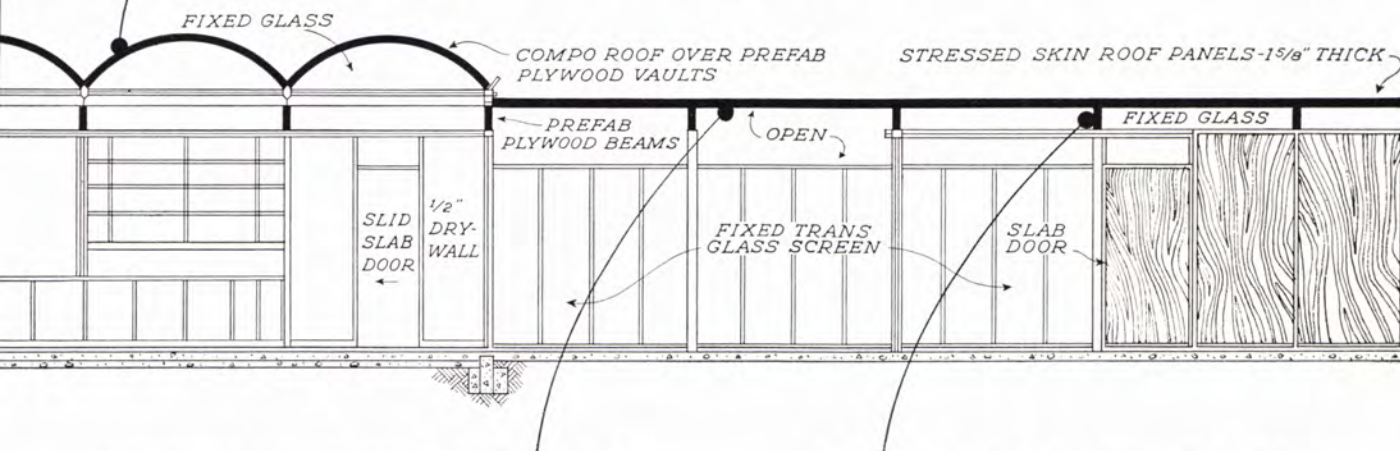 FIXED GLASS
COMPO ROOF OVER PREFAB
PLYWOOD VAULTS
STRESSED SKIN ROOF PANELS-1 5/8" THICK
PREFAB
PLYWOOD BEAMS
OPEN
FIXED GLASS
SLID
SLAB
DOOR
1/2"
DRY-
WALL
FIXED TRANS
GLASS SCREEN
SLAB
DOOR